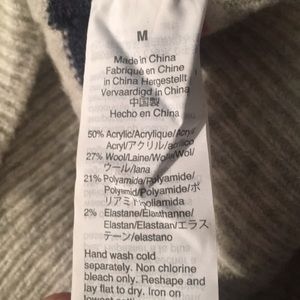 M
Made in China
Fabriqué en Chine
in China Hergestellt
Vervaardigd in China
中国製
Hecho en China
50% Acrylic/Acrylique/Acryl
Acryl/アクリル/acrílico
27% Wool/Laine/Wolle/Wol/
ウール/lana
21% Polyamide/Polyamide/
Polyamid/Polyamide/ポ
リアミド/poliamida
2% Elastane/Elasthanne/
Elastan/Elastaan/エラス
テーン/elastano
Hand wash cold
separately. Non chlorine
bleach only. Reshape and
lay flat to dry. Iron on
lowest